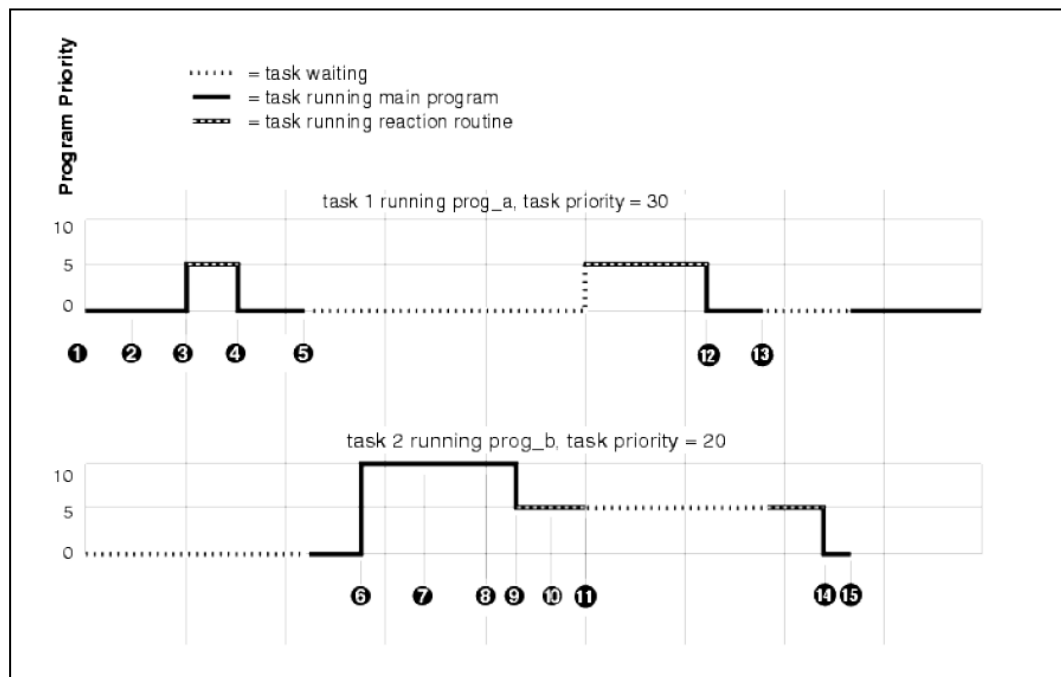 Program Priority
= task waiting
= task running main program
= task running reaction routine
task 1 running prog_a, task priority = 30
10
5
0
1 2 3 4 5 12 13
task 2 running prog_b, task priority = 20
10
5
0
6 7 8 9 10 11 14 15